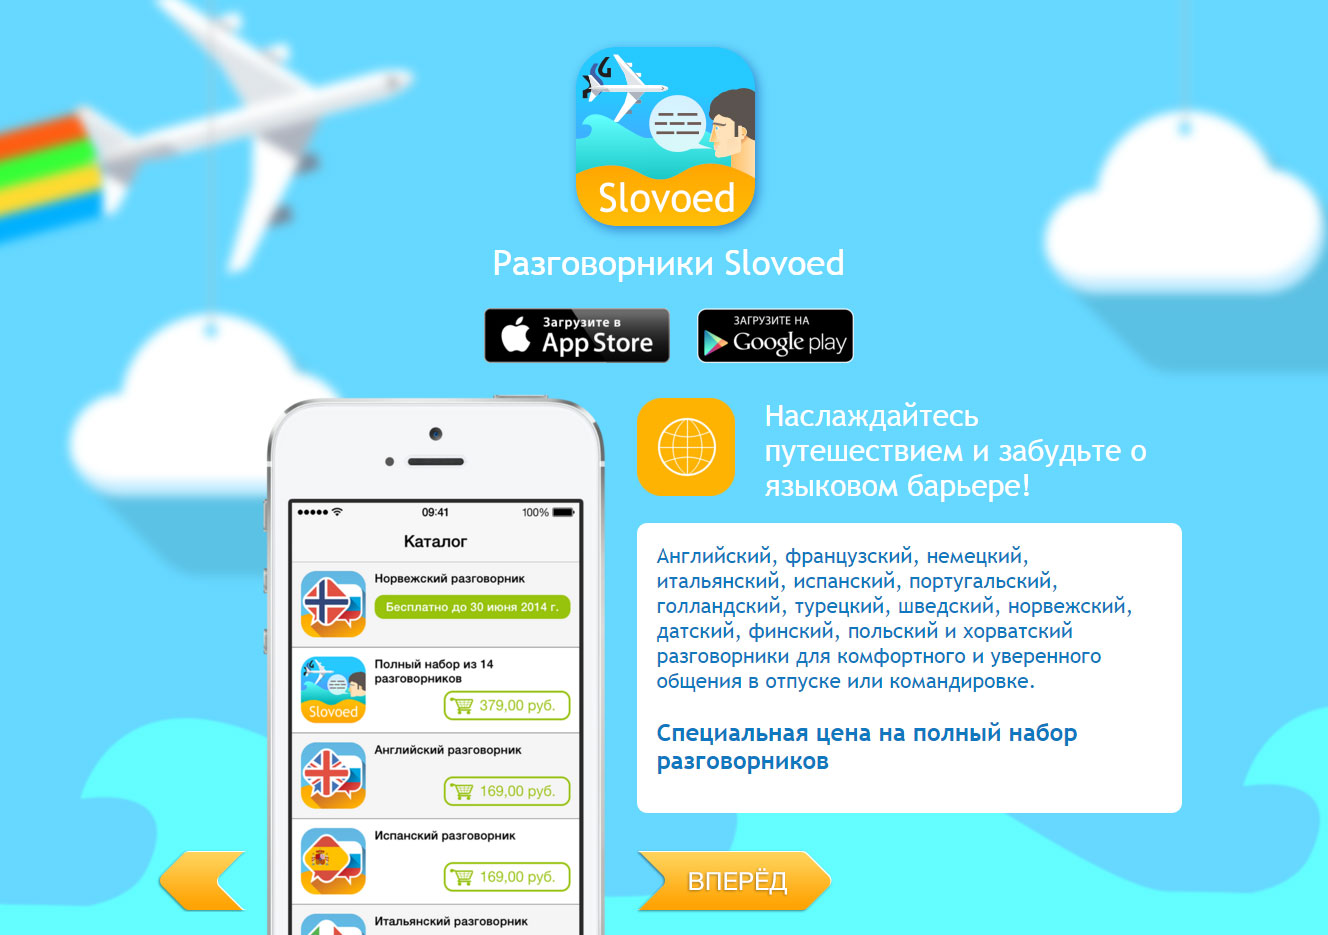 Slovoed
Разговорники Slovoed
Загрузите в
App Store
ЗАГРУЗИТЕ НА
Google play
Наслаждайтесь
путешествием и забудьте о
языковом барьере!
Английский, французский, немецкий,
итальянский, испанский, португальский,
голландский, турецкий, шведский, норвежский,
датский, финский, польский и хорватский
разговорники для комфортного и уверенного
общения в отпуске или командировке.
Специальная цена на полный набор
разговорников
09:41
100%
Каталог
Норвежский разговорник
Бесплатно до 30 июня 2014 г.
Полный набор из 14
разговорников
Slovoed
379,00 руб.
Английский разговорник
169,00 руб.
Испанский разговорник
169,00 руб.
Итальянский разговорник
ВПЕРЁД